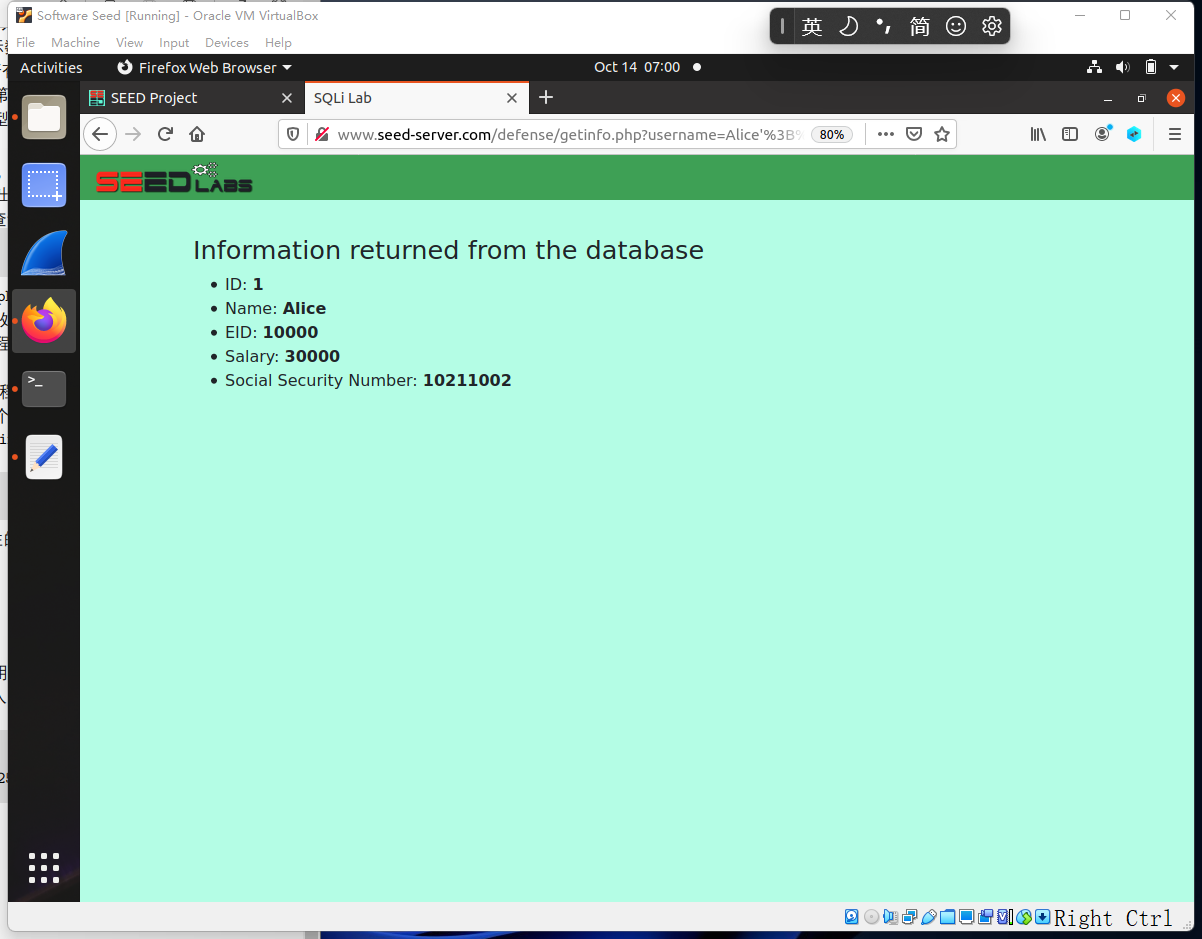 Software Seed [Running] - Oracle VM VirtualBox
英 简
File Machine View Input Devices Help
Activities Firefox Web Browser Oct 14 07:00
SEED Project SQLi Lab
www.seed-server.com/defense/getinfo.php?username=Alice'%3B% 80%
SEED LABS
Information returned from the database
ID: 1
Name: Alice
EID: 10000
Salary: 30000
Social Security Number: 10211002
Right Ctrl